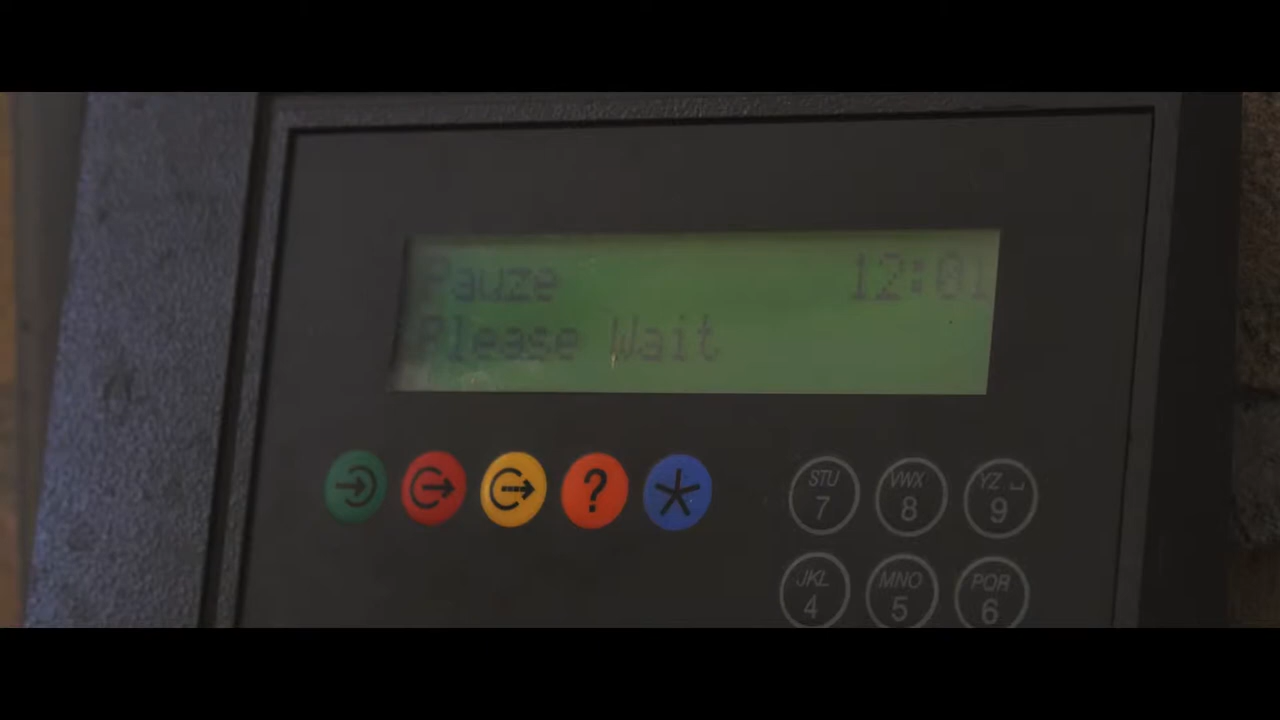 Pauze 12:01
Please Wait
? *
STU VWX YZ ⎵
7 8 9
JKL MNO PQR
4 5 6